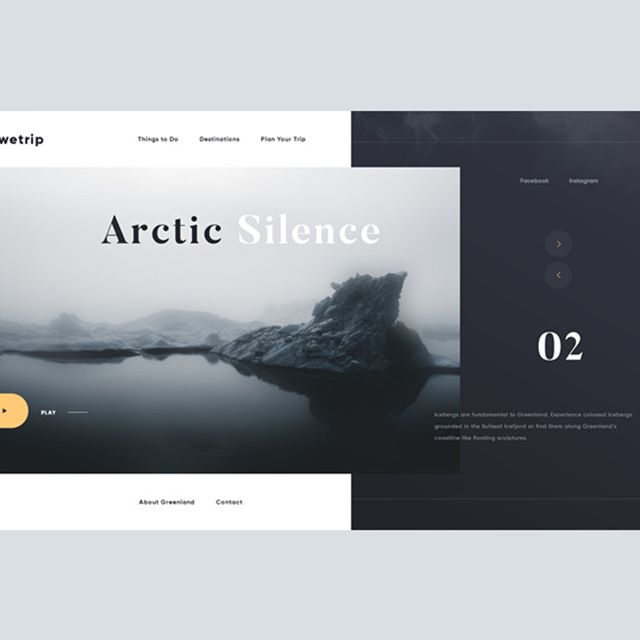 wetrip
Things to Do
Destinations
Plan Your Trip
Facebook
Instagram
Arctic Silence
02
PLAY
Icebergs are fundamental to Greenland. Experience colossal icebergs
grounded in the Ilulissat Icefjord or find them along Greenland's
coastline like floating sculptures.
About Greenland
Contact